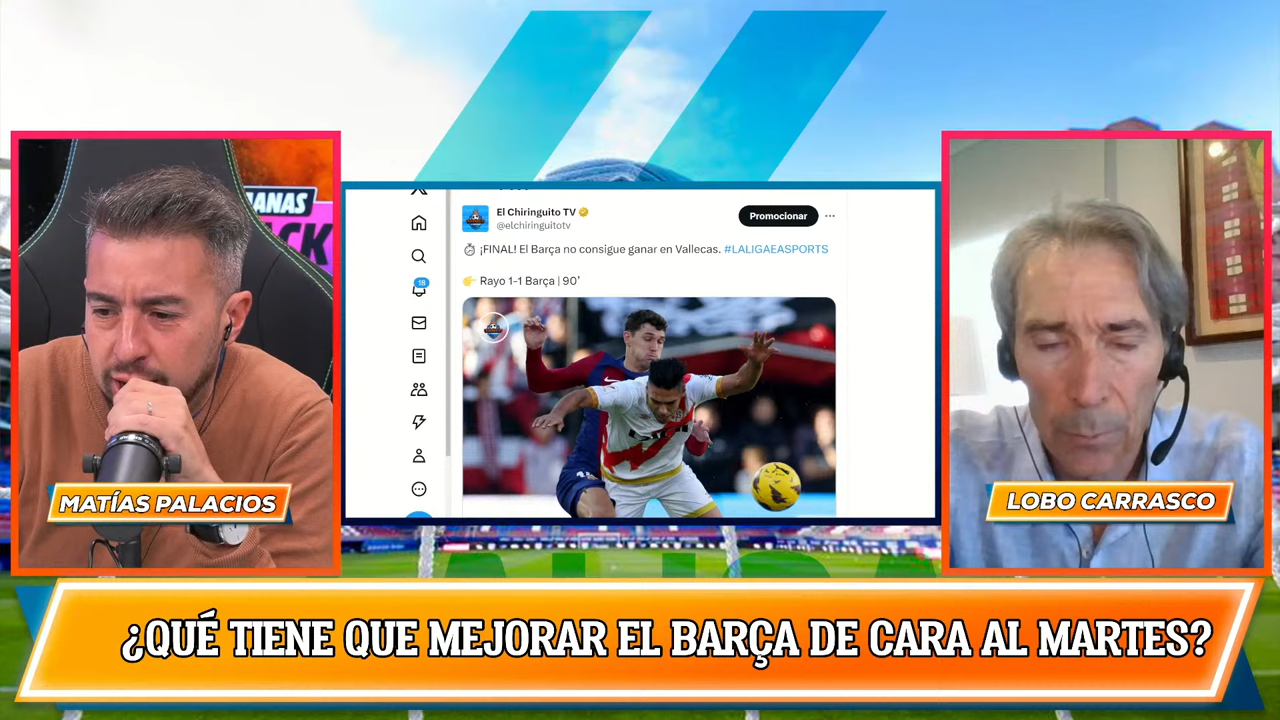 El Chiringuito TV
@elchiringuitotv
Promocionar
¡FINAL! El Barça no consigue ganar en Vallecas. #LALIGAEASPORTS
Rayo 1-1 Barça | 90'
18
MATÍAS PALACIOS
LOBO CARRASCO
¿QUÉ TIENE QUE MEJORAR EL BARÇA DE CARA AL MARTES?